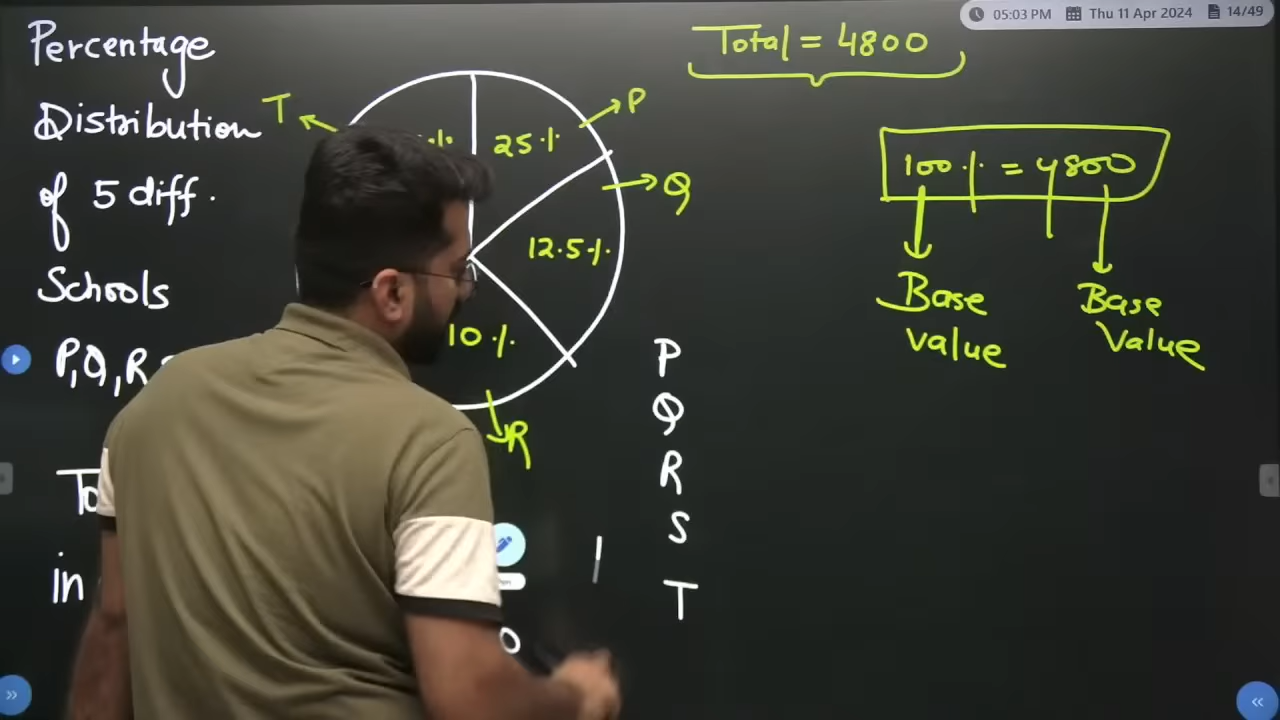 05:03 PM Thu 11 Apr 2024 14/49
Percentage
Distribution
of 5 diff.
Schools
P, Q, R
in
T
25%
P
Q
12.5%
10%
R
Total = 4800
100% = 4800
Base
value
Base
Value
P
Q
R
S
T